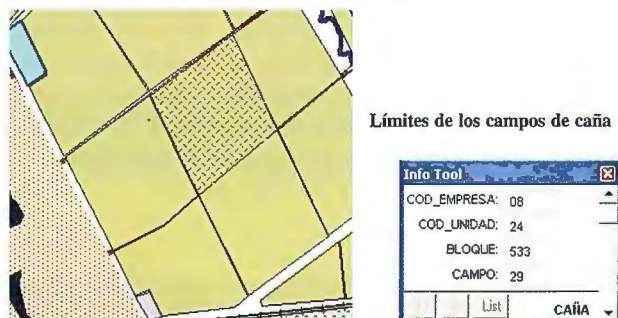 Límites de los campos de caña
Info Tool
COD_EMPRESA: 08
COD_UNIDAD: 24
BLOQUE: 533
CAMPO: 29
List
CAÑA